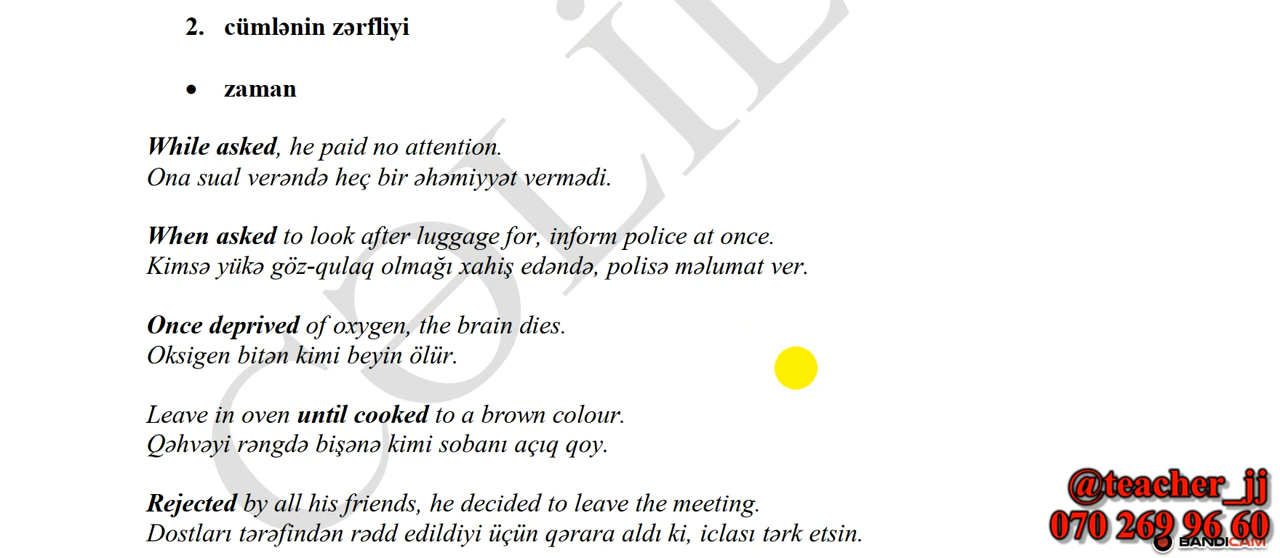 2. cümlənin zərfliyi
• zaman
While asked, he paid no attention.
Ona sual verəndə heç bir əhəmiyyət vermədi.
When asked to look after luggage for, inform police at once.
Kimsə yükə göz-qulaq olmağı xahiş edəndə, polisə məlumat ver.
Once deprived of oxygen, the brain dies.
Oksigen bitən kimi beyin ölür.
Leave in oven until cooked to a brown colour.
Qəhvəyi rəngdə bişənə kimi sobanı açıq qoy.
Rejected by all his friends, he decided to leave the meeting.
Dostları tərəfindən rədd edildiyi üçün qərara aldı ki, iclası tərk etsin.
CƏLİL
@teacher_jj
070 269 96 60
BANDICAM